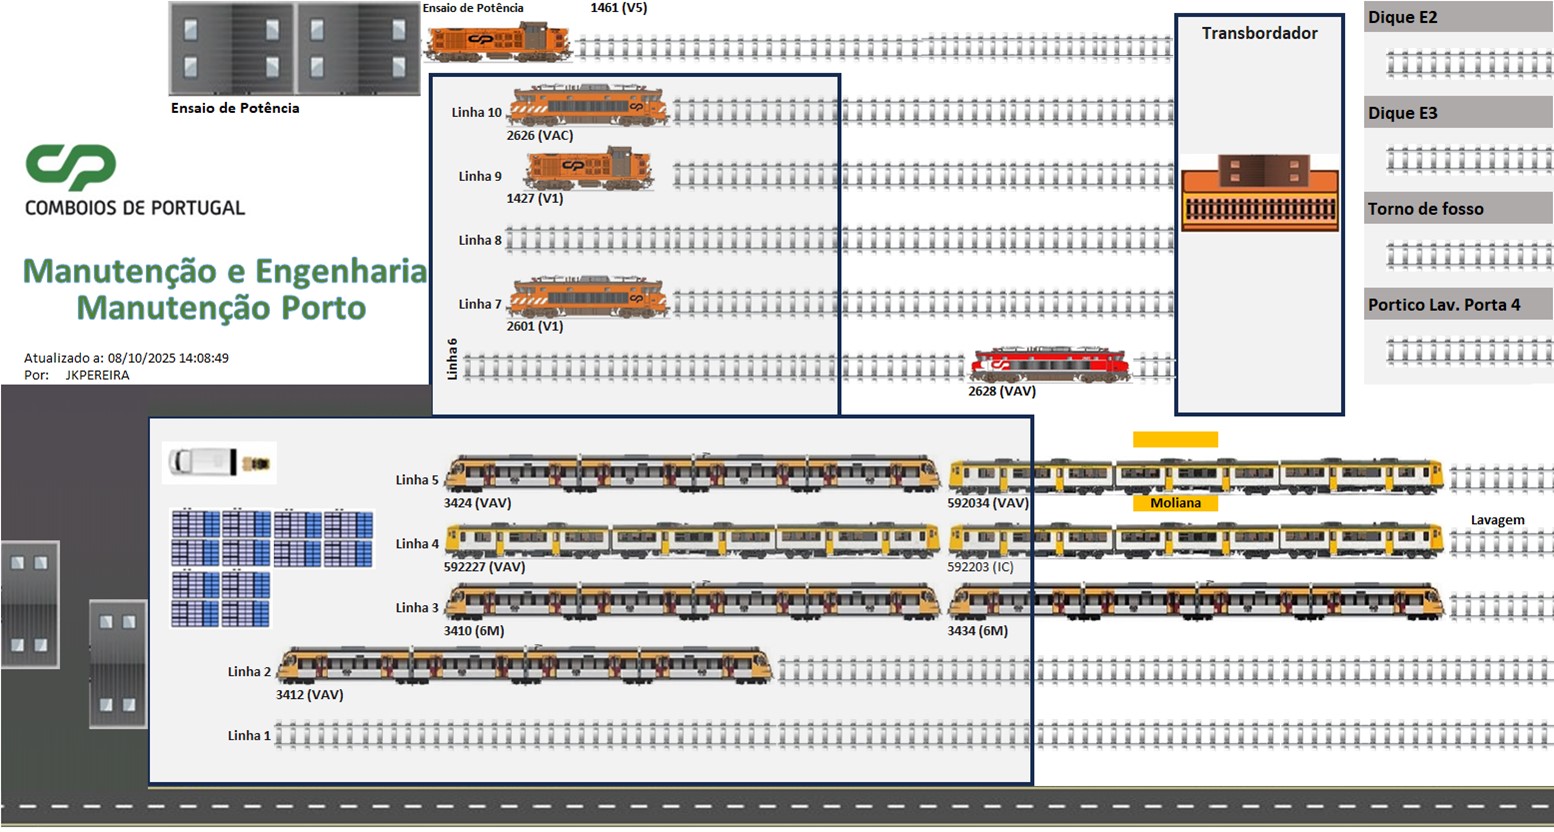 Ensaio de Potência
1461 (V5)
Ensaio de Potência
Transbordador
Dique E2
Dique E3
Torno de fosso
Portico Lav. Porta 4
CP
COMBOIOS DE PORTUGAL
Manutenção e Engenharia
Manutenção Porto
Atualizado a: 08/10/2025 14:08:49
Por: JKPEREIRA
Linha 10
2626 (VAC)
Linha 9
1427 (V1)
Linha 8
Linha 7
2601 (V1)
Linha 6
2628 (VAV)
Linha 5
3424 (VAV)
592034 (VAV)
Moliana
Lavagem
Linha 4
592227 (VAV)
592203 (IC)
Linha 3
3410 (6M)
3434 (6M)
Linha 2
3412 (VAV)
Linha 1